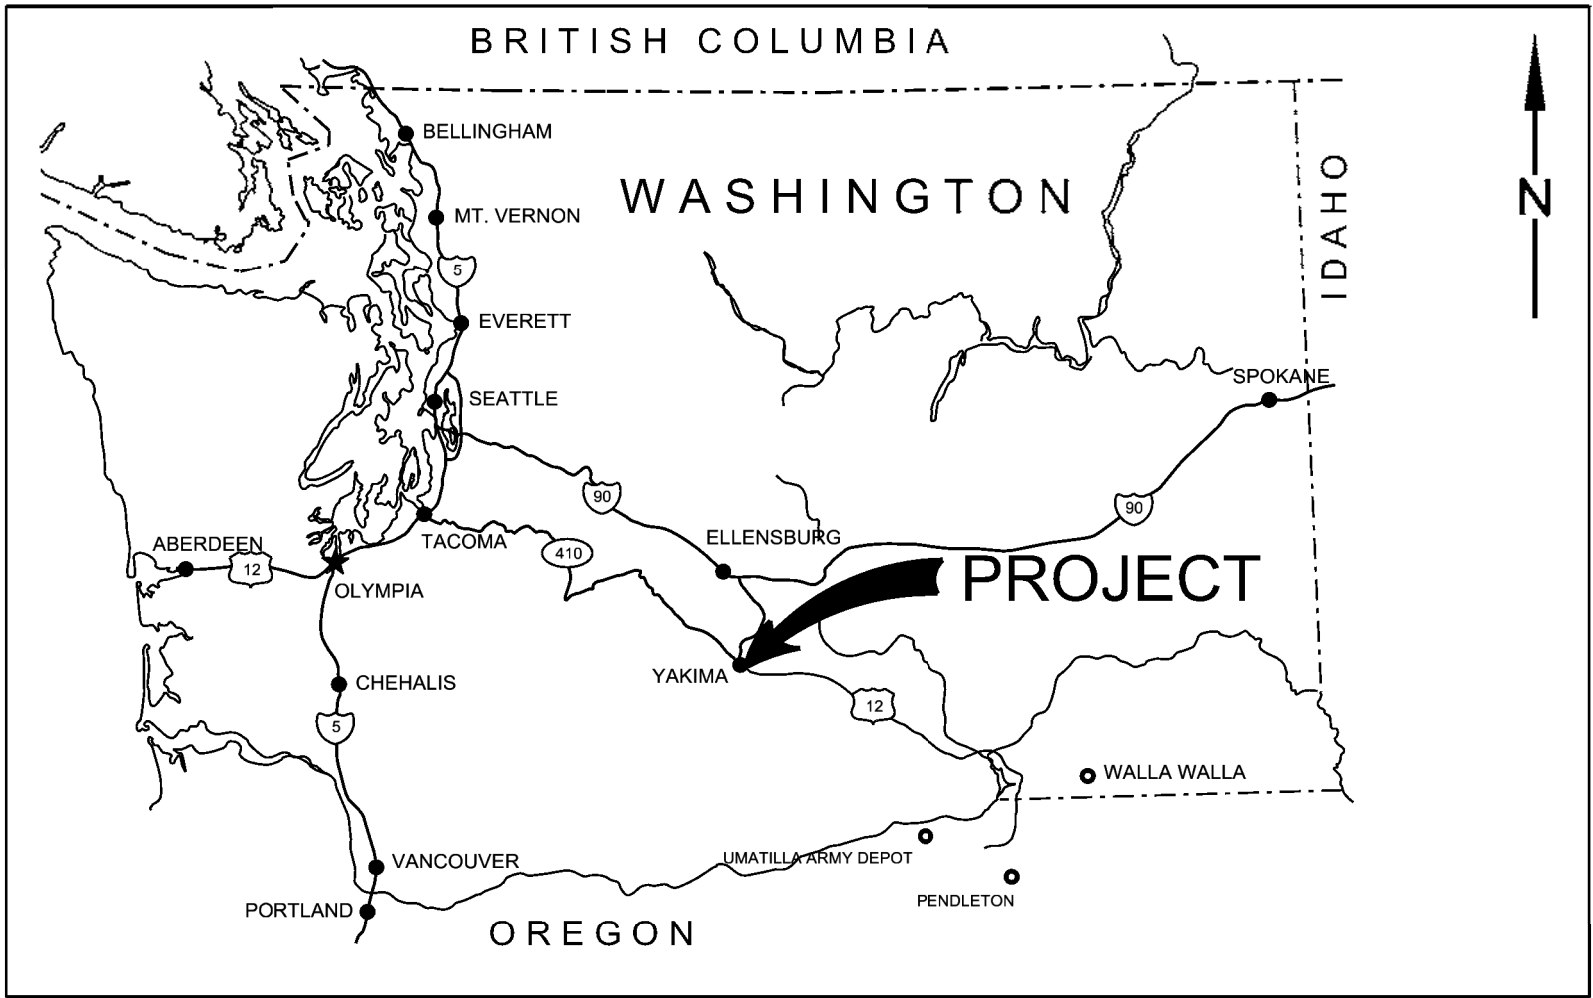 BRITISH COLUMBIA
BELLINGHAM
WASHINGTON
IDAHO
N
MT. VERNON
5
EVERETT
SPOKANE
SEATTLE
90
90
ELLENSBURG
TACOMA
410
ABERDEEN
12
OLYMPIA
PROJECT
YAKIMA
CHEHALIS
12
5
WALLA WALLA
UMATILLA ARMY DEPOT
VANCOUVER
PENDLETON
PORTLAND
OREGON